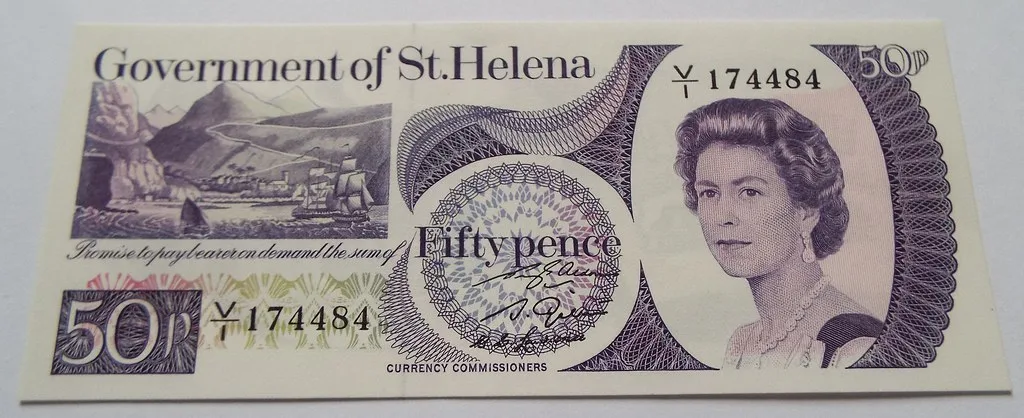 Government of St. Helena
V/1 174484
50p
Promise to pay bearer on demand the sum of
Fifty pence
50p
V/1 174484
CURRENCY COMMISSIONERS